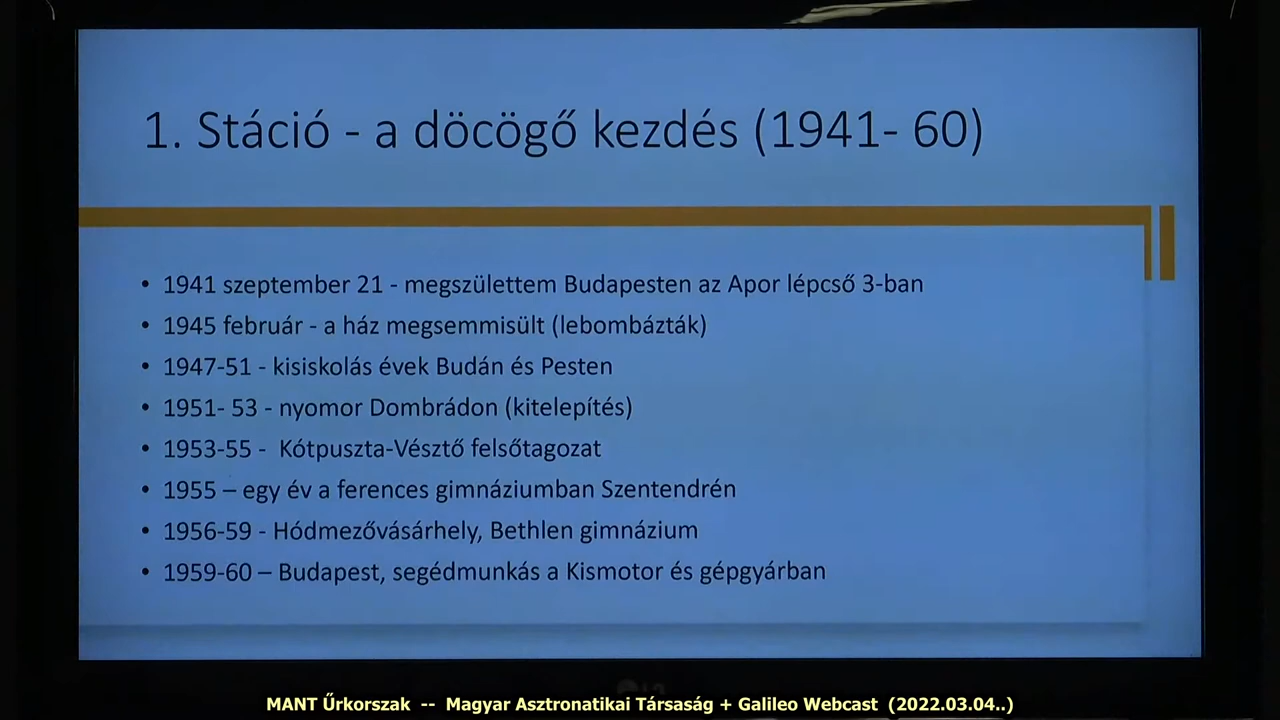 1. Stáció - a döcögő kezdés (1941- 60)
• 1941 szeptember 21 - megszülettem Budapesten az Apor lépcső 3-ban
• 1945 február - a ház megsemmisült (lebombázták)
• 1947-51 - kisiskolás évek Budán és Pesten
• 1951- 53 - nyomor Dombrádon (kitelepítés)
• 1953-55 - Kótpuszta-Vésztő felsőtagozat
• 1955 – egy év a ferences gimnáziumban Szentendrén
• 1956-59 - Hódmezővásárhely, Bethlen gimnázium
• 1959-60 – Budapest, segédmunkás a Kismotor és gépgyárban
MANT Űrkorszak -- Magyar Asztronatikai Társaság + Galileo Webcast (2022.03.04..)